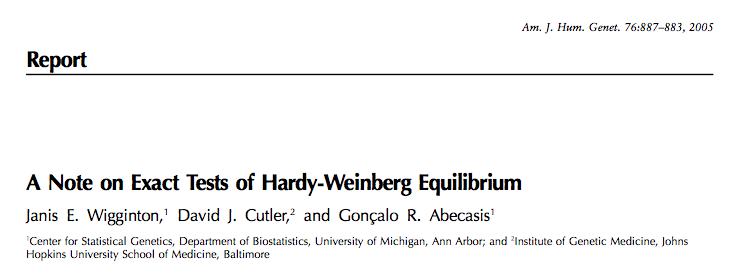 Am. J. Hum. Genet. 76:887–883, 2005
Report
A Note on Exact Tests of Hardy-Weinberg Equilibrium
Janis E. Wigginton,¹ David J. Cutler,² and Gonçalo R. Abecasis¹
¹Center for Statistical Genetics, Department of Biostatistics, University of Michigan, Ann Arbor; and ²Institute of Genetic Medicine, Johns
Hopkins University School of Medicine, Baltimore